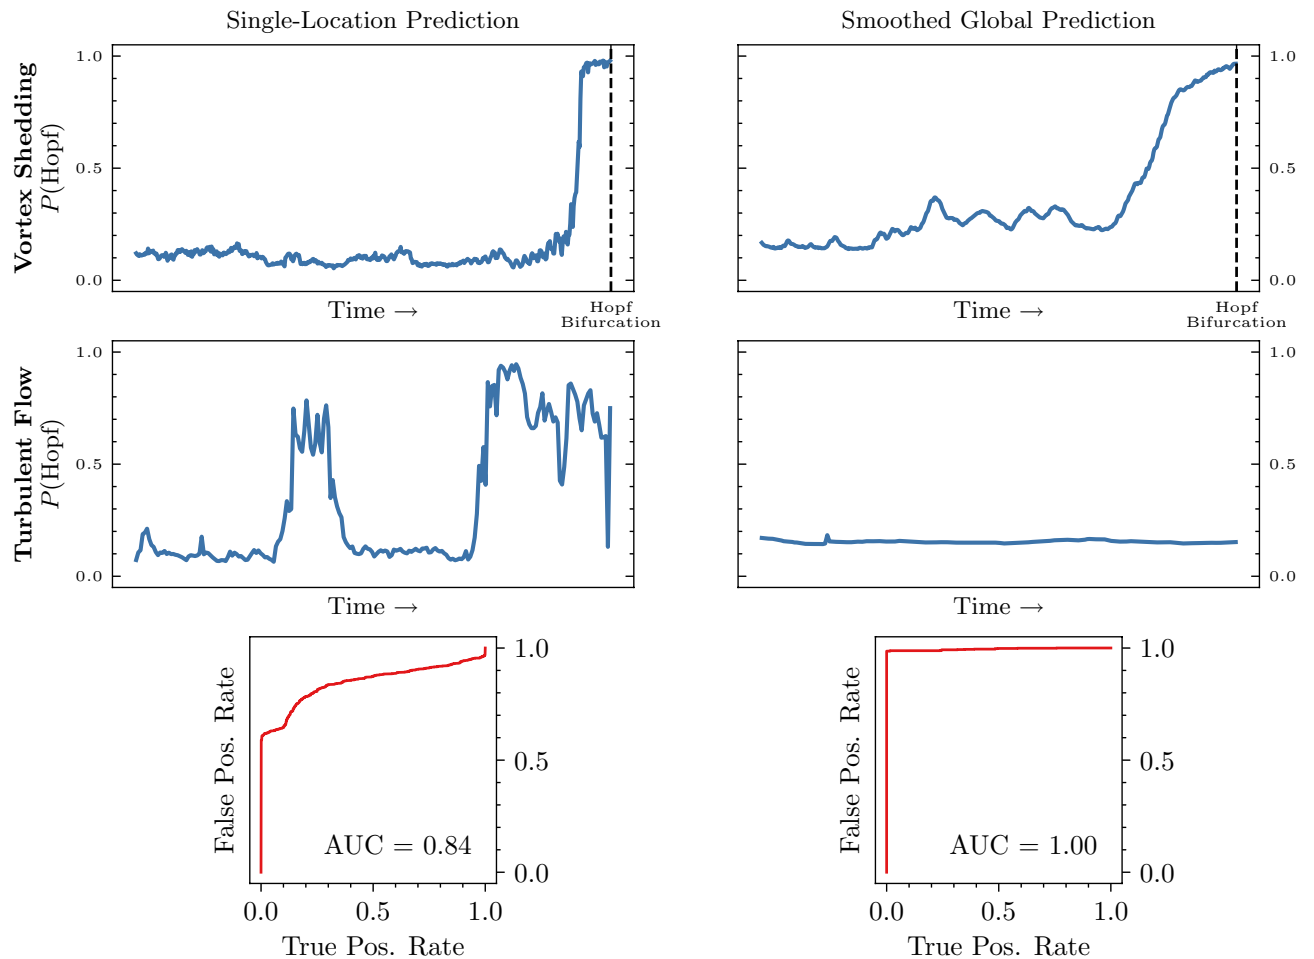 Single-Location Prediction
Smoothed Global Prediction
Vortex Shedding
P(Hopf)
1.0
0.5
0.0
1.0
0.5
0.0
Time →
Hopf
Bifurcation
Time →
Hopf
Bifurcation
Turbulent Flow
P(Hopf)
1.0
0.5
0.0
1.0
0.5
0.0
Time →
Time →
False Pos. Rate
1.0
0.5
0.0
AUC = 0.84
0.0 0.5 1.0
True Pos. Rate
False Pos. Rate
1.0
0.5
0.0
AUC = 1.00
0.0 0.5 1.0
True Pos. Rate